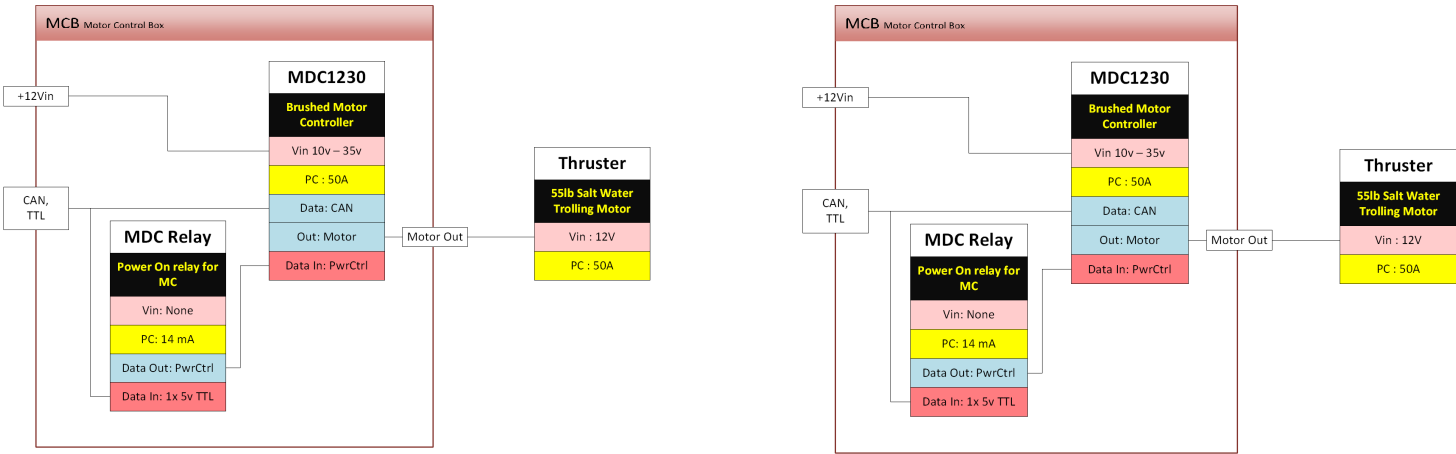 MCB Motor Control Box
+12Vin
CAN,
TTL
MDC1230
Brushed Motor
Controller
Vin 10v – 35v
PC : 50A
Data: CAN
Out: Motor
Data In: PwrCtrl
MDC Relay
Power On relay for
MC
Vin: None
PC: 14 mA
Data Out: PwrCtrl
Data In: 1x 5v TTL
Motor Out
Thruster
55lb Salt Water
Trolling Motor
Vin : 12V
PC : 50A
MCB Motor Control Box
+12Vin
CAN,
TTL
MDC1230
Brushed Motor
Controller
Vin 10v – 35v
PC : 50A
Data: CAN
Out: Motor
Data In: PwrCtrl
MDC Relay
Power On relay for
MC
Vin: None
PC: 14 mA
Data Out: PwrCtrl
Data In: 1x 5v TTL
Motor Out
Thruster
55lb Salt Water
Trolling Motor
Vin : 12V
PC : 50A